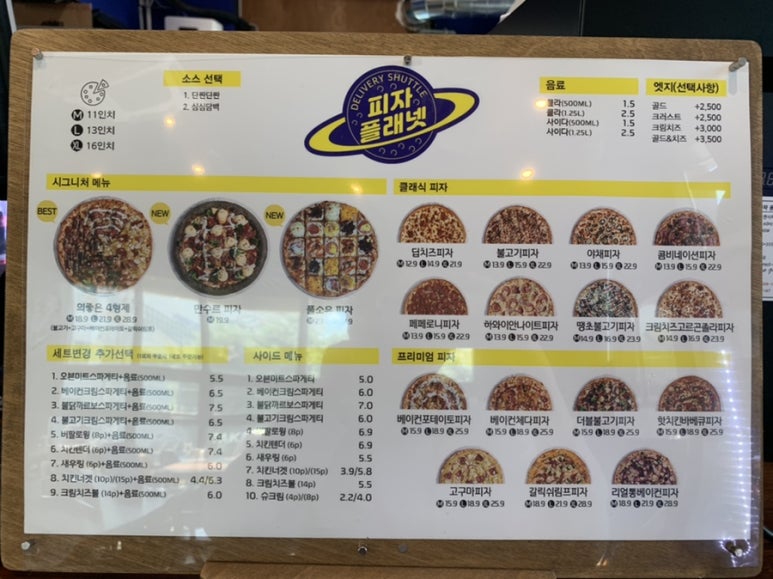 소스 선택
1. 단짠단짠
2. 심심담백
M 11인치
L 13인치
XL 16인치
DELIVERY SHUTTLE
피자
플래넷
음료
콜라(500ML) 1.5
콜라(1.25L) 2.5
사이다(500ML) 1.5
사이다(1.25L) 2.5
엣지(선택사항)
골드 +2,500
크러스트 +2,500
크림치즈 +3,000
골드&치즈 +3,500
시그니처 메뉴
BEST
NEW
NEW
의좋은 4형제
M 18.9 L 21.9 XL 28.9
만수르 피자
M 19.9
풀소유 피자
클래식 피자
딥치즈피자
M 12.9 L 14.9 XL 21.9
불고기피자
M 13.9 L 15.9 XL 22.9
야채피자
M 13.9 L 15.9 XL 22.9
콤비네이션피자
M 13.9 L 15.9 XL 22.9
페페로니피자
M 13.9 L 15.9 XL 22.9
하와이안나이트피자
M 13.9 L 15.9 XL 22.9
땡초불고기피자
M 14.9 L 16.9 XL 23.9
크림치즈고르곤졸라피자
M 14.9 L 16.9 XL 23.9
세트변경 추가선택
1. 오븐미트스파게티+음료(500ML) 5.5
2. 베이컨크림스파게티+음료(500ML) 6.5
3. 불닭까르보스파게티+음료(500ML) 7.5
4. 불고기크림스파게티+음료(500ML) 6.5
5. 버팔로윙 (8p)+음료(500ML) 7.4
6. 치킨텐더 (6p)+음료(500ML) 7.4
7. 새우링 (6p)+음료(500ML) 6.0
8. 치킨너겟 (10p)/(15p)+음료(500ML) 4.4/6.3
9. 크림치즈볼 (14p)+음료(500ML) 6.0
사이드 메뉴
1. 오븐미트스파게티 5.0
2. 베이컨크림스파게티 6.0
3. 불닭까르보스파게티 7.0
4. 불고기크림스파게티 6.0
버팔로윙 (8p) 6.9
5. 치킨텐더 (6p) 6.9
6. 새우링 (6p) 5.5
7. 치킨너겟 (10p)/(15p) 3.9/5.8
8. 크림치즈볼 (14p) 5.5
10. 슈크림 (4p)/(8p) 2.2/4.0
프리미엄 피자
베이컨포테이토피자
M 15.9 L 18.9 XL 25.9
베이컨체다피자
M 15.9 L 18.9 XL 25.9
더블불고기피자
M 15.9 L 18.9 XL 25.9
핫치킨바베큐피자
M 15.9 L 18.9 XL 25.9
고구마피자
M 15.9 L 18.9 XL 25.9
갈릭쉬림프피자
M 18.9 L 21.9 XL 28.9
리얼통베이컨피자
M 18.9 L 21.9 XL 28.9